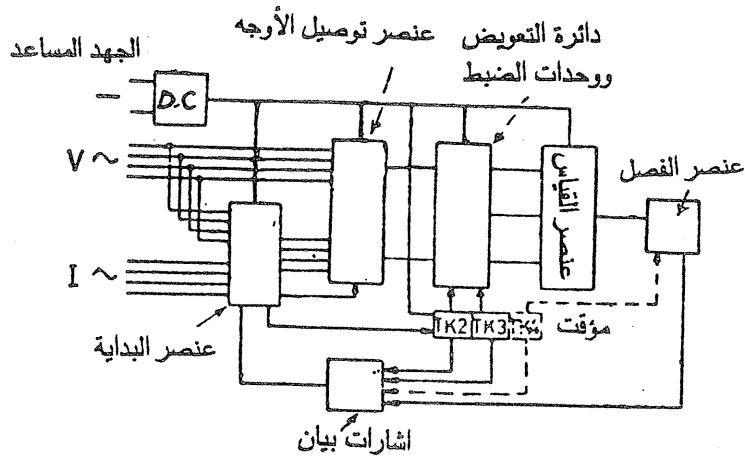 دائرة التعويض
ووحدات الضبط
عنصر توصيل الأوجه
الجهد المساعد
D.C
V ~
عنصر القياس
عنصر الفصل
I ~
TK2
TK3
مؤقت
عنصر البداية
اشارات بيان